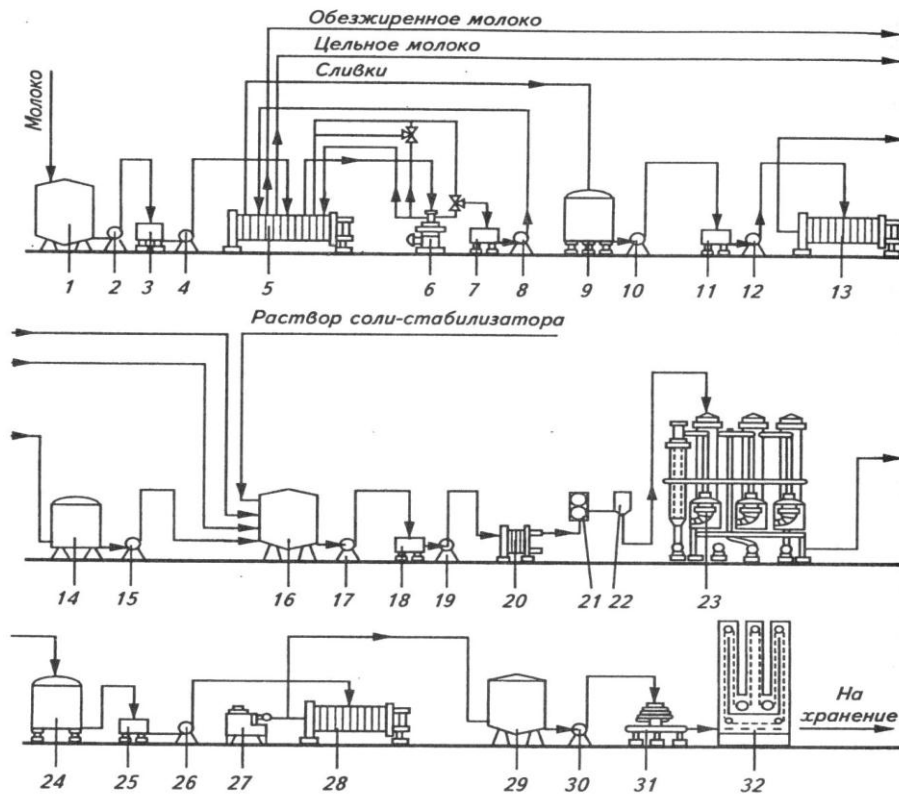 Обезжиренное молоко
Цельное молоко
Сливки
Молоко
1 2 3 4 5 6 7 8 9 10 11 12 13
Раствор соли-стабилизатора
14 15 16 17 18 19 20 21 22 23
На
хранение
24 25 26 27 28 29 30 31 32